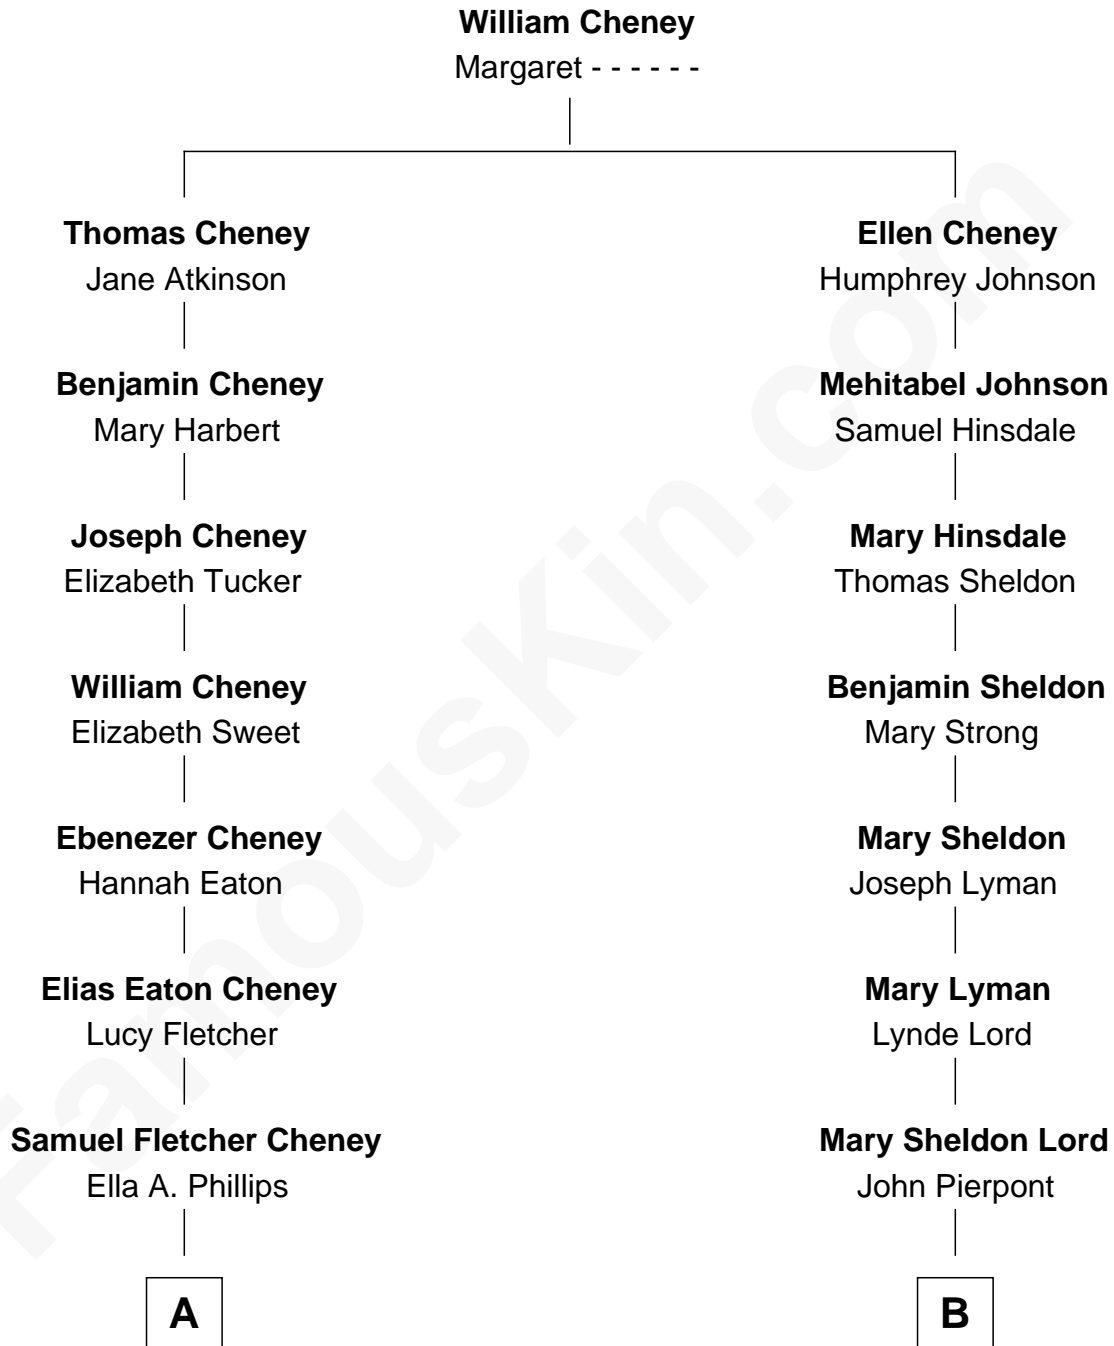 William Cheney
Margaret - - - - - -
Thomas Cheney
Jane Atkinson
Ellen Cheney
Humphrey Johnson
Benjamin Cheney
Mary Harbert
Mehitabel Johnson
Samuel Hinsdale
Joseph Cheney
Elizabeth Tucker
Mary Hinsdale
Thomas Sheldon
William Cheney
Elizabeth Sweet
Benjamin Sheldon
Mary Strong
Ebenezer Cheney
Hannah Eaton
Mary Sheldon
Joseph Lyman
Elias Eaton Cheney
Lucy Fletcher
Mary Lyman
Lynde Lord
Samuel Fletcher Cheney
Ella A. Phillips
Mary Sheldon Lord
John Pierpont
A
B
FamousKin.com